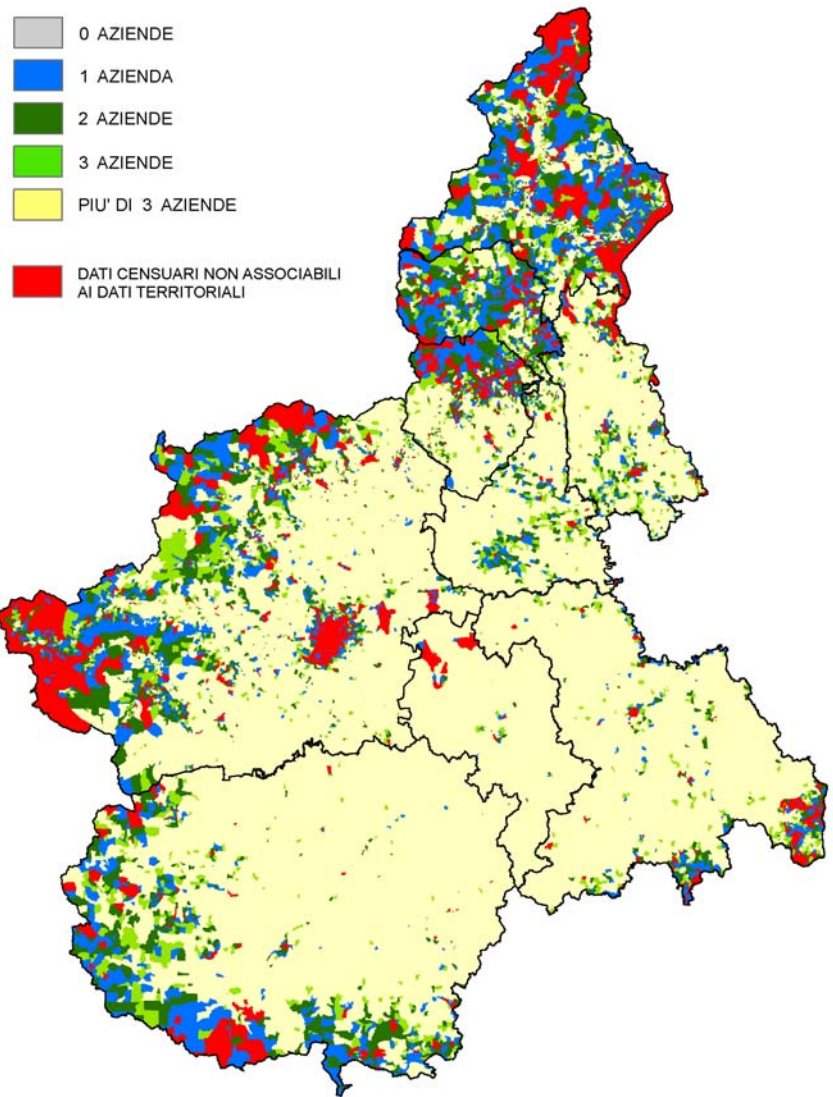 0 AZIENDE
1 AZIENDA
2 AZIENDE
3 AZIENDE
PIU' DI 3 AZIENDE
DATI CENSUARI NON ASSOCIABILI
AI DATI TERRITORIALI